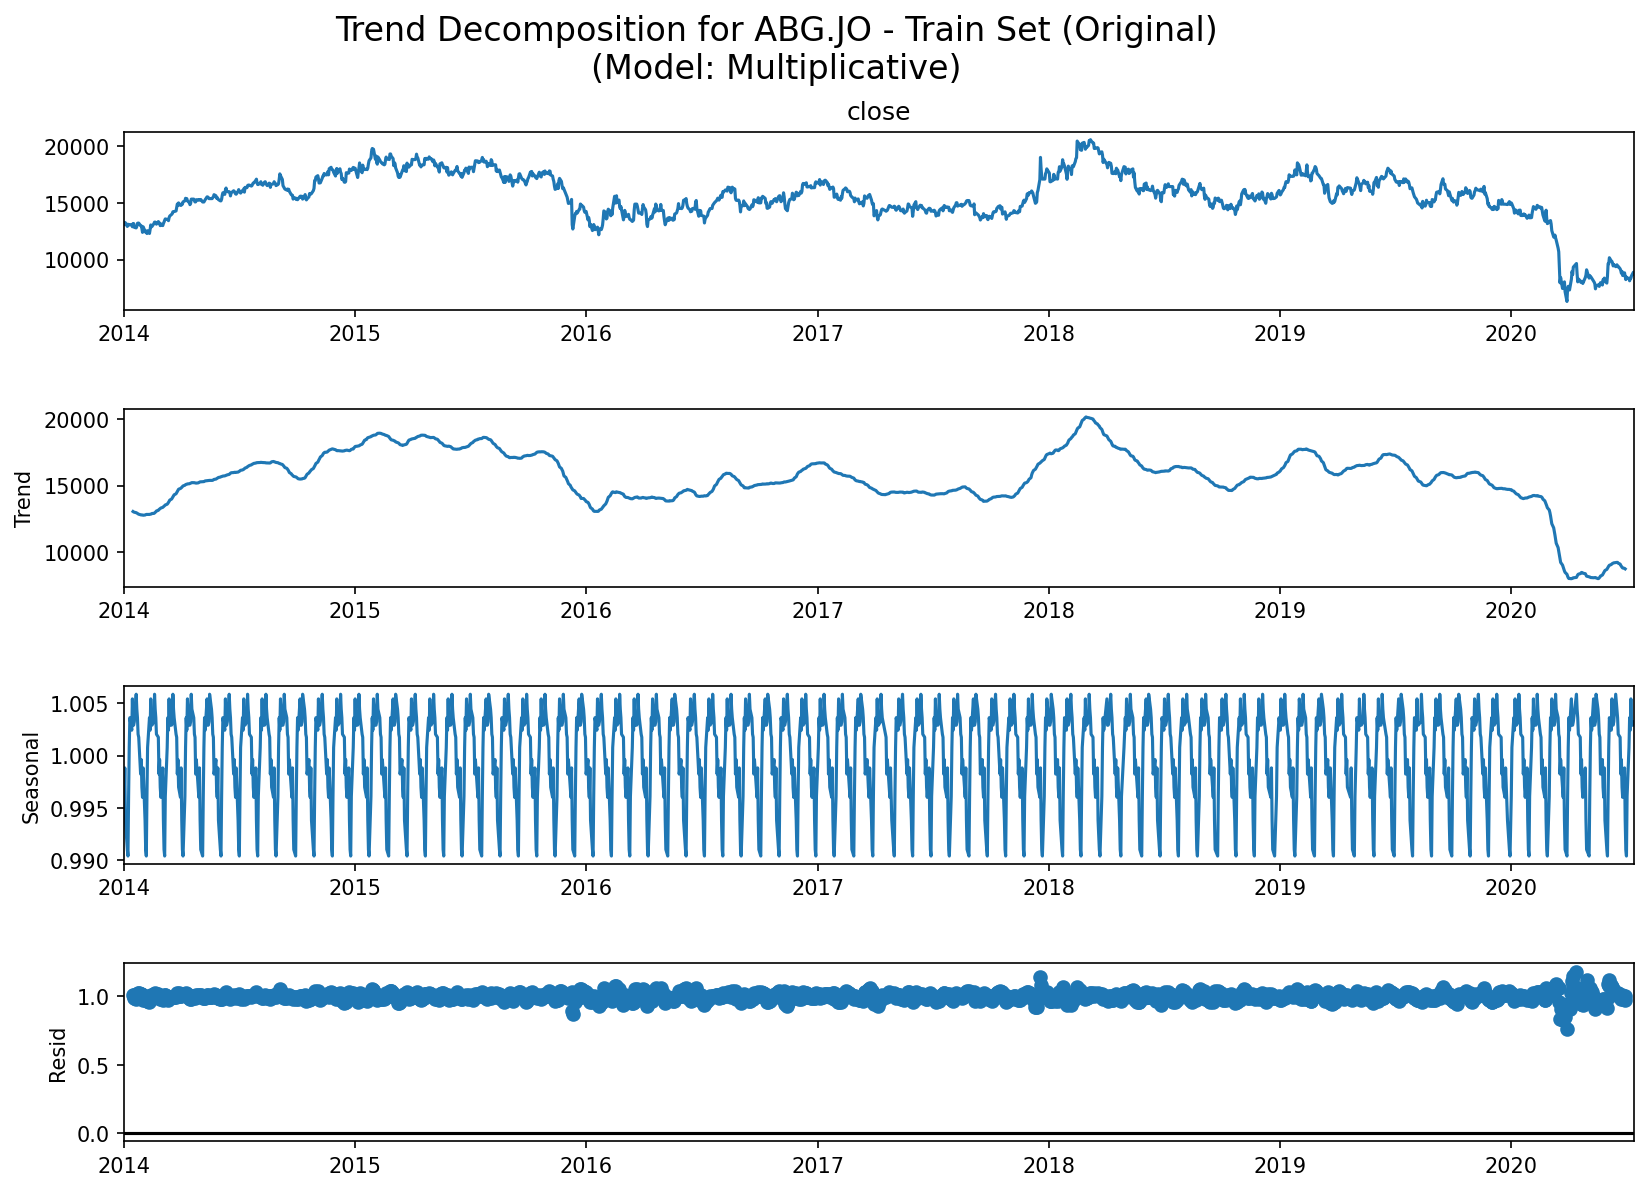 Trend Decomposition for ABG.JO - Train Set (Original)
(Model: Multiplicative)
close
20000
15000
10000
2014 2015 2016 2017 2018 2019 2020
Trend
20000
15000
10000
2014 2015 2016 2017 2018 2019 2020
Seasonal
1.005
1.000
0.995
0.990
2014 2015 2016 2017 2018 2019 2020
Resid
1.0
0.5
0.0
2014 2015 2016 2017 2018 2019 2020